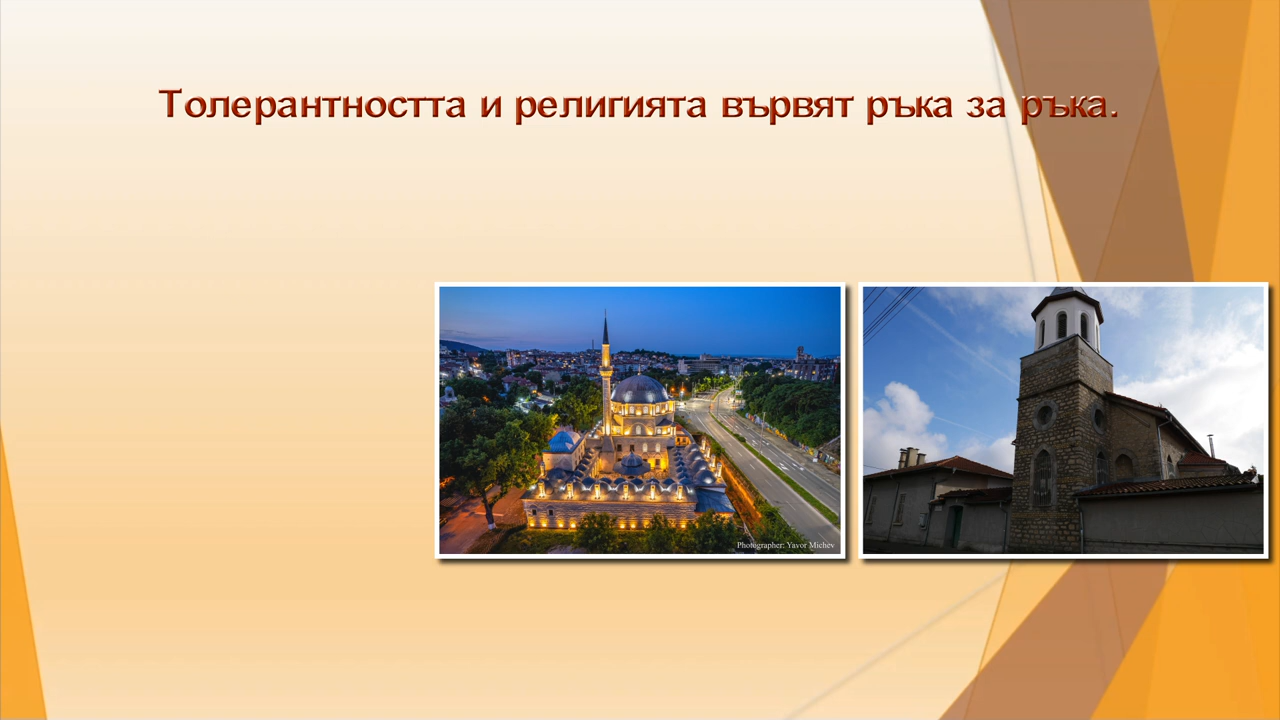 Толерантността и религията вървят ръка за ръка.
Photographer: Yavor Michev